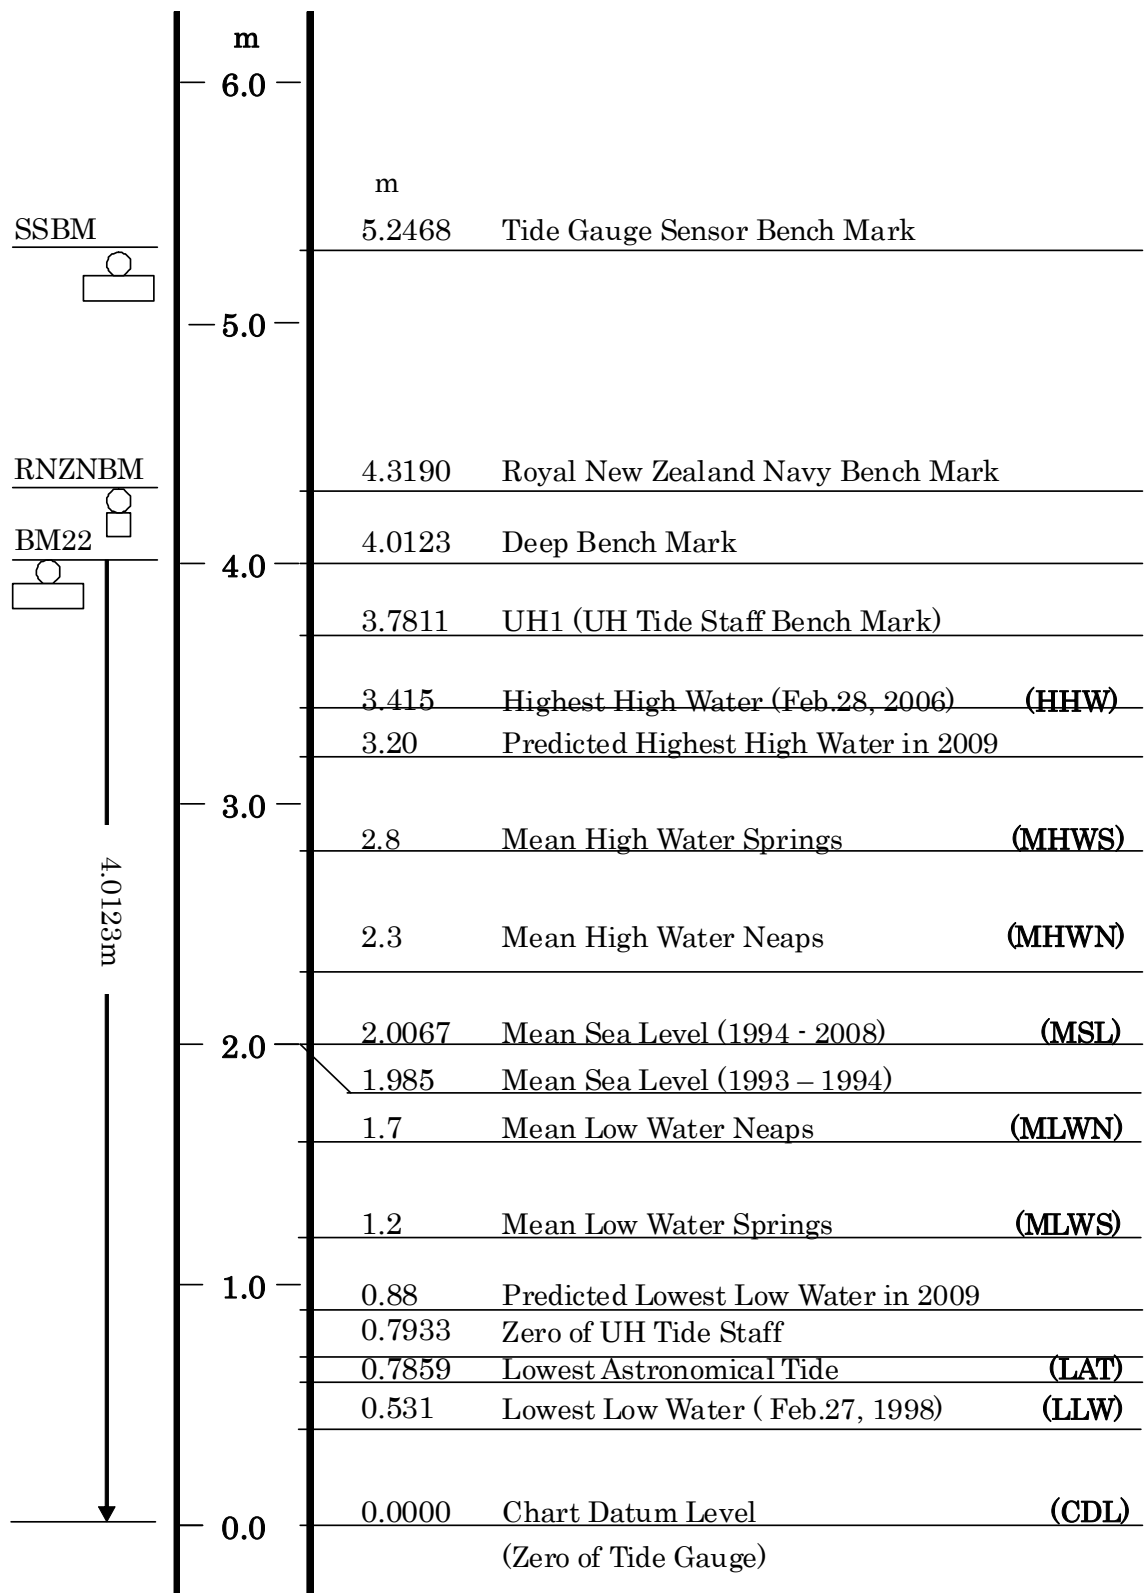 m
6.0
m
SSBM
5.2468 Tide Gauge Sensor Bench Mark
5.0
RNZNBM
4.3190 Royal New Zealand Navy Bench Mark
BM22
4.0123 Deep Bench Mark
4.0
3.7811 UH1 (UH Tide Staff Bench Mark)
3.415 Highest High Water (Feb.28, 2006) (HHW)
3.20 Predicted Highest High Water in 2009
3.0
2.8 Mean High Water Springs (MHWS)
4.0123m
2.3 Mean High Water Neaps (MHWN)
2.0067 Mean Sea Level (1994 - 2008) (MSL)
2.0
1.985 Mean Sea Level (1993 – 1994)
1.7 Mean Low Water Neaps (MLWN)
1.2 Mean Low Water Springs (MLWS)
1.0
0.88 Predicted Lowest Low Water in 2009
0.7933 Zero of UH Tide Staff
0.7859 Lowest Astronomical Tide (LAT)
0.531 Lowest Low Water ( Feb.27, 1998) (LLW)
0.0000 Chart Datum Level (CDL)
0.0
(Zero of Tide Gauge)